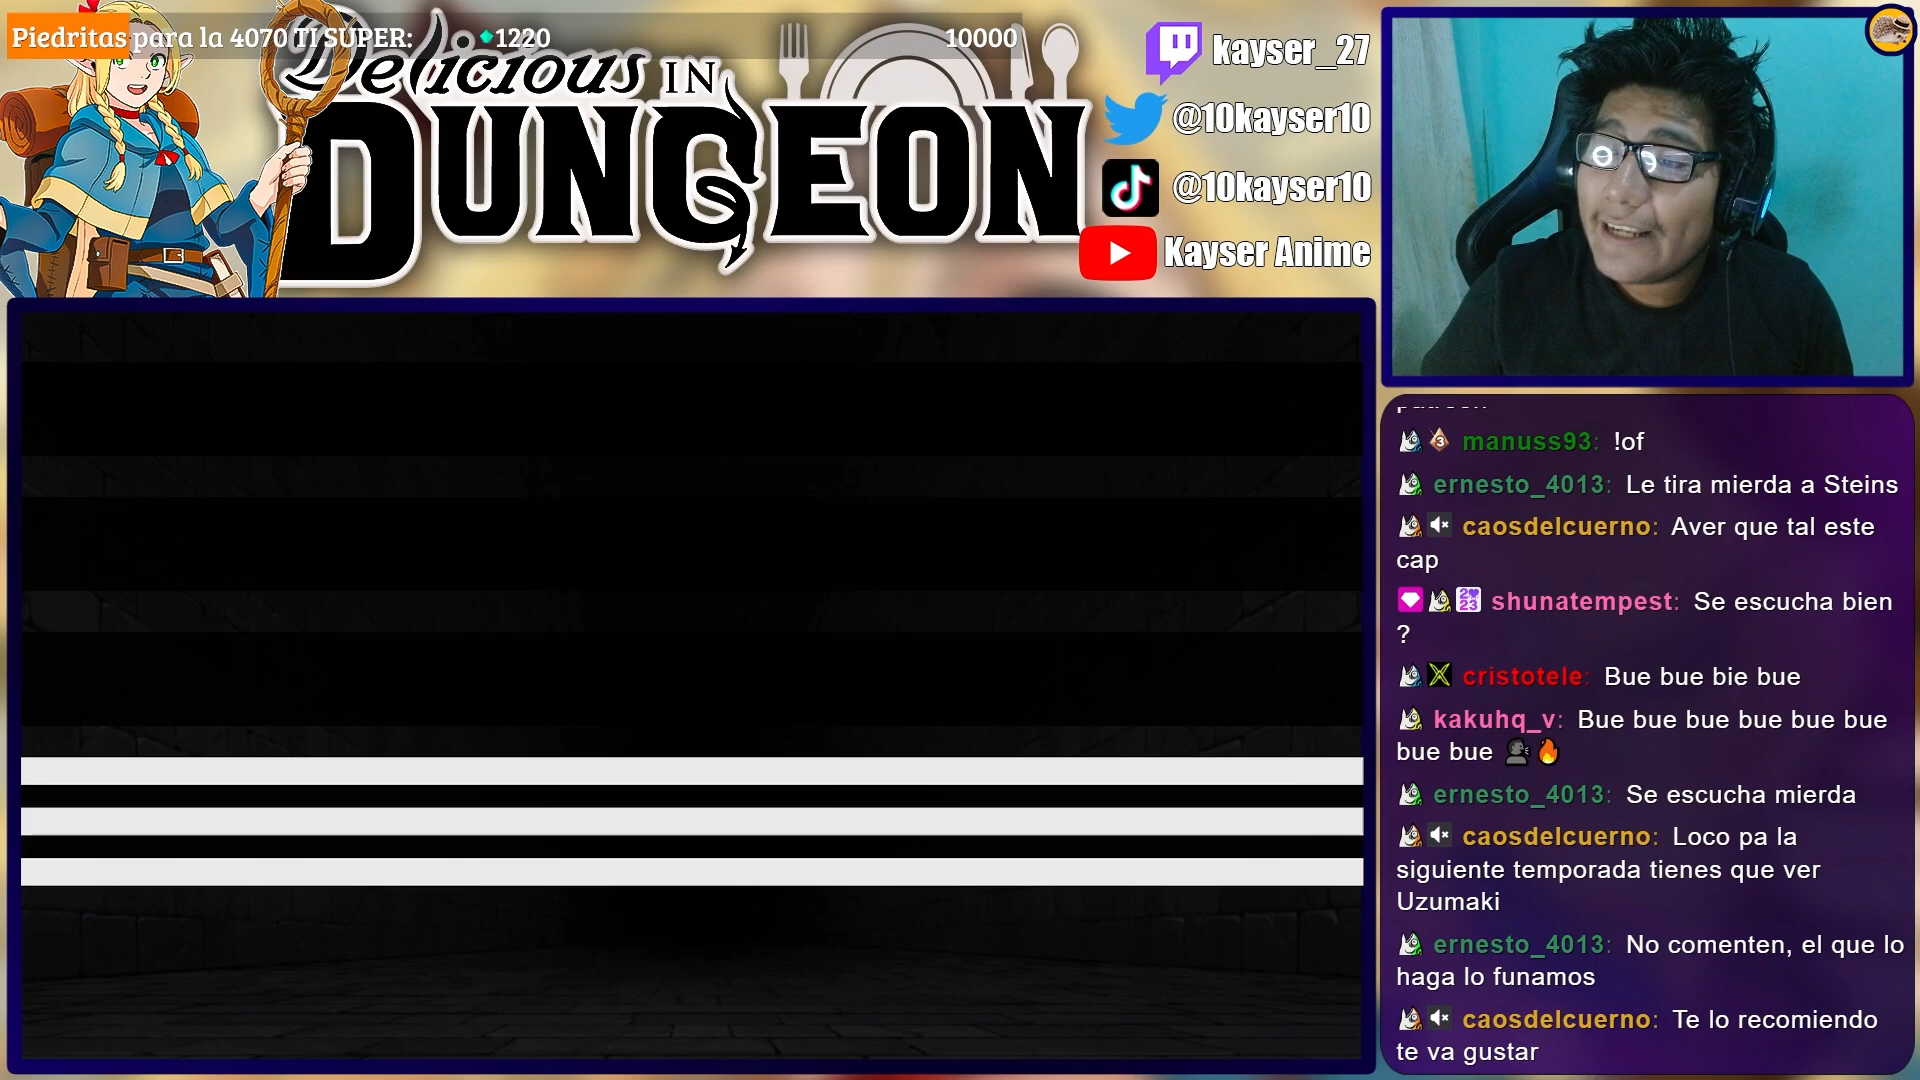 Piedritas para la 4070 TI SUPER: 1220 10000
Delicious IN
DUNGEON
kayser_27
@10kayser10
@10kayser10
Kayser Anime
manuss93: !of
ernesto_4013: Le tira mierda a Steins
caosdelcuerno: Aver que tal este
cap
shunatempest: Se escucha bien
?
cristotele: Bue bue bie bue
kakuhq_v: Bue bue bue bue bue bue
bue bue
ernesto_4013: Se escucha mierda
caosdelcuerno: Loco pa la
siguiente temporada tienes que ver
Uzumaki
ernesto_4013: No comenten, el que lo
haga lo funamos
caosdelcuerno: Te lo recomiendo
te va gustar